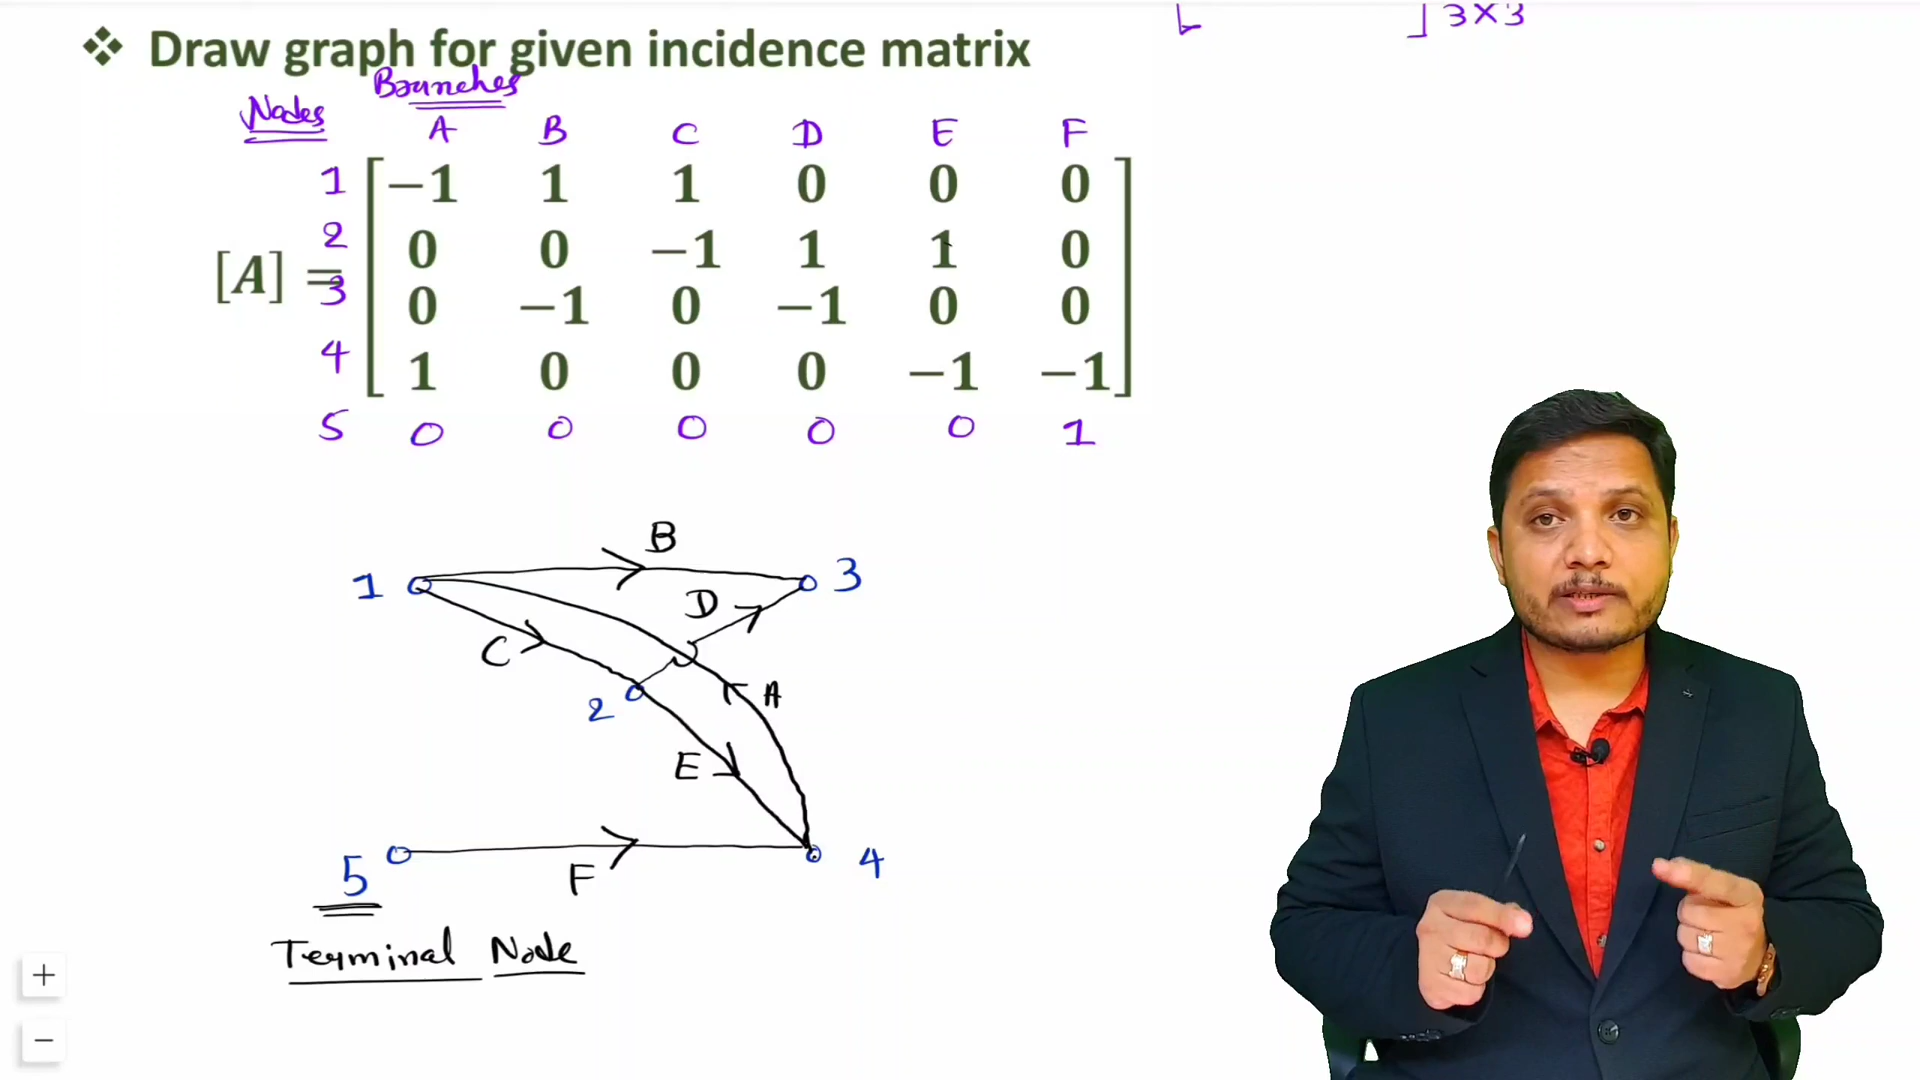 ] 3×3
❖ Draw graph for given incidence matrix
Nodes Branches
A B C D E F
1 −1 1 1 0 0 0
2 0 0 −1 1 1 0
[A] =
3 0 −1 0 −1 0 0
4 1 0 0 0 −1 −1
5 0 0 0 0 0 1
B
1 3
D
C
2 A
E
5 F 4
Terminal Node
+
−